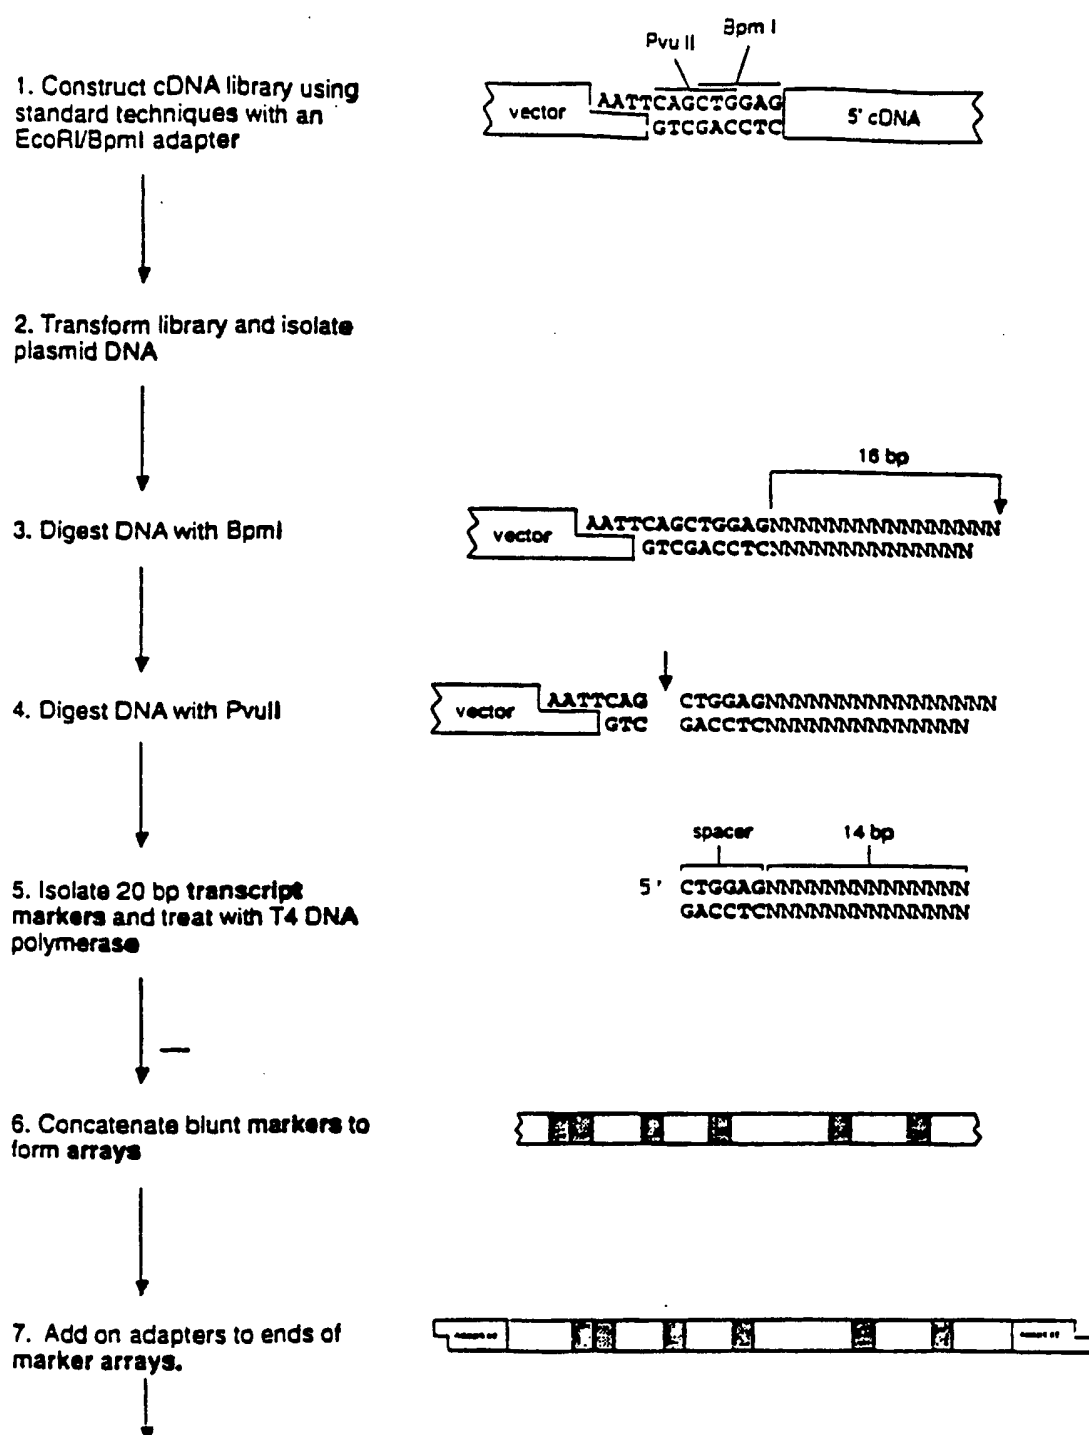 Pvu II
Bpm I
1. Construct cDNA library using
standard techniques with an
EcoRI/BpmI adapter
vector
AATTCAGCTGGAG
GTCGACCTC
5' cDNA
2. Transform library and isolate
plasmid DNA
16 bp
3. Digest DNA with BpmI
vector
AATTCAGCTGGAGNNNNNNNNNNNNNNNN
GTCGACCTCNNNNNNNNNNNNNN
4. Digest DNA with PvuII
vector
AATTCAG
CTGGAGNNNNNNNNNNNNNNNN
GTC
GACCTCNNNNNNNNNNNNNN
spacer
14 bp
5. Isolate 20 bp transcript
markers and treat with T4 DNA
polymerase
5'
CTGGAGNNNNNNNNNNNNNN
GACCTCNNNNNNNNNNNNNN
6. Concatenate blunt markers to
form arrays
7. Add on adapters to ends of
marker arrays.